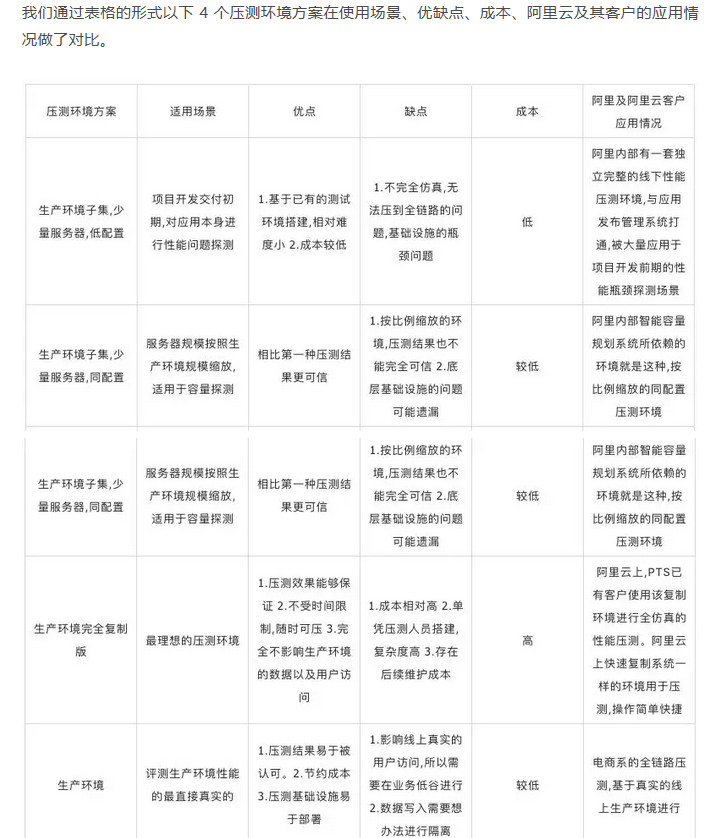 我们通过表格的形式以下 4 个压测环境方案在使用场景、优缺点、成本、阿里云及其客户的应用情
况做了对比。
压测环境方案
适用场景
优点
缺点
成本
阿里及阿里云客户
应用情况
生产环境子集,少
量服务器,低配置
项目开发交付初
期,对应用本身进
行性能问题探测
1.基于已有的测试
环境搭建,相对难
度小 2.成本较低
1.不完全仿真,无
法压到全链路的问
题,基础设施的瓶
颈问题
低
阿里内部有一套独
立完整的线下性能
压测环境,与应用
发布管理系统打
通,被大量应用于
项目开发前期的性
能瓶颈探测场景
生产环境子集,少
量服务器,同配置
服务器规模按照生
产环境规模缩放,
适用于容量探测
相比第一种压测结
果更可信
1.按比例缩放的环
境,压测结果也不
能完全可信 2.底
层基础设施的问题
可能遗漏
较低
阿里内部智能容量
规划系统所依赖的
环境就是这种,按
比例缩放的同配置
压测环境
生产环境子集,少
量服务器,同配置
服务器规模按照生
产环境规模缩放,
适用于容量探测
相比第一种压测结
果更可信
1.按比例缩放的环
境,压测结果也不
能完全可信 2.底
层基础设施的问题
可能遗漏
较低
阿里内部智能容量
规划系统所依赖的
环境就是这种,按
比例缩放的同配置
压测环境
生产环境完全复制
版
最理想的压测环境
1.压测效果能够保
证 2.不受时间限
制,随时可压 3.完
全不影响生产环境
的数据以及用户访
问
1.成本相对高 2.单
凭压测人员搭建,
复杂度高 3.存在
后续维护成本
高
阿里云上,PTS已
有客户使用该复制
环境进行全仿真的
性能压测。阿里云
上快速复制系统一
样的环境用于压
测,操作简单快捷
生产环境
评测生产环境性能
的最直接真实的
1.压测结果易于被
认可。2.节约成本
3.压测基础设施易
于部署
1.影响线上真实的
用户访问,所以需
要在业务低谷进行
2.数据写入需要想
办法进行隔离
较低
电商系的全链路压
测,基于真实的线
上生产环境进行